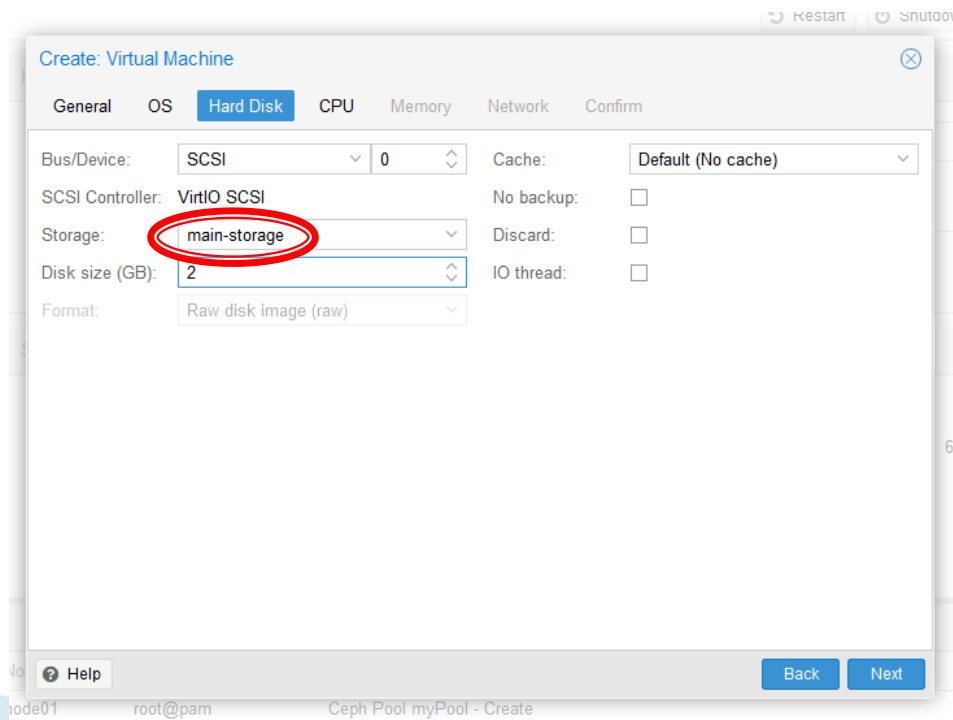 Restart Shutdov
Create: Virtual Machine
General OS Hard Disk CPU Memory Network Confirm
Bus/Device: SCSI 0 Cache: Default (No cache)
SCSI Controller: VirtIO SCSI No backup:
Storage: main-storage Discard:
Disk size (GB): 2 IO thread:
Format: Raw disk image (raw)
6
Help Back Next
node01 root@pam Ceph Pool myPool - Create